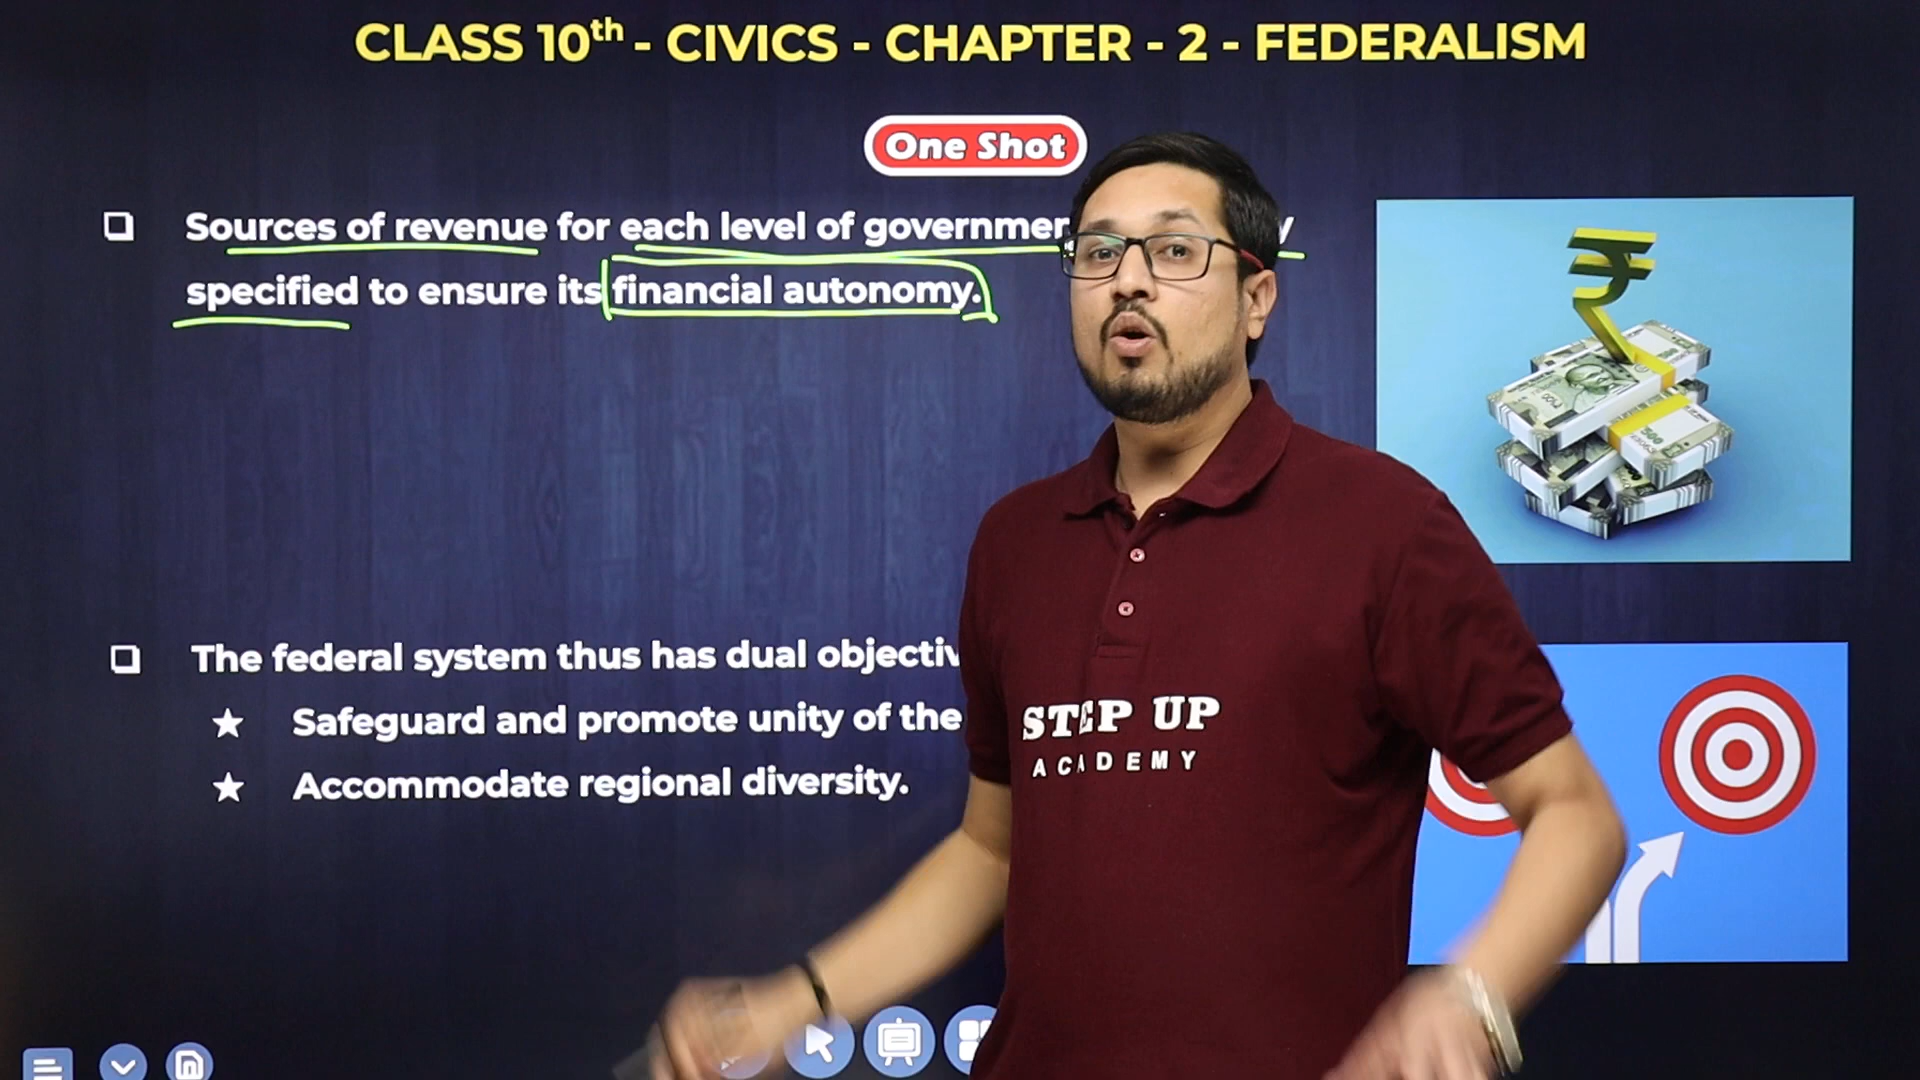 CLASS 10th - CIVICS - CHAPTER - 2 - FEDERALISM
One Shot
Sources of revenue for each level of
specified to ensure its financial autonomy.
The federal system thus has dual
Safeguard and promote unity of the
Accommodate regional diversity.
STEP UP
ACADEMY